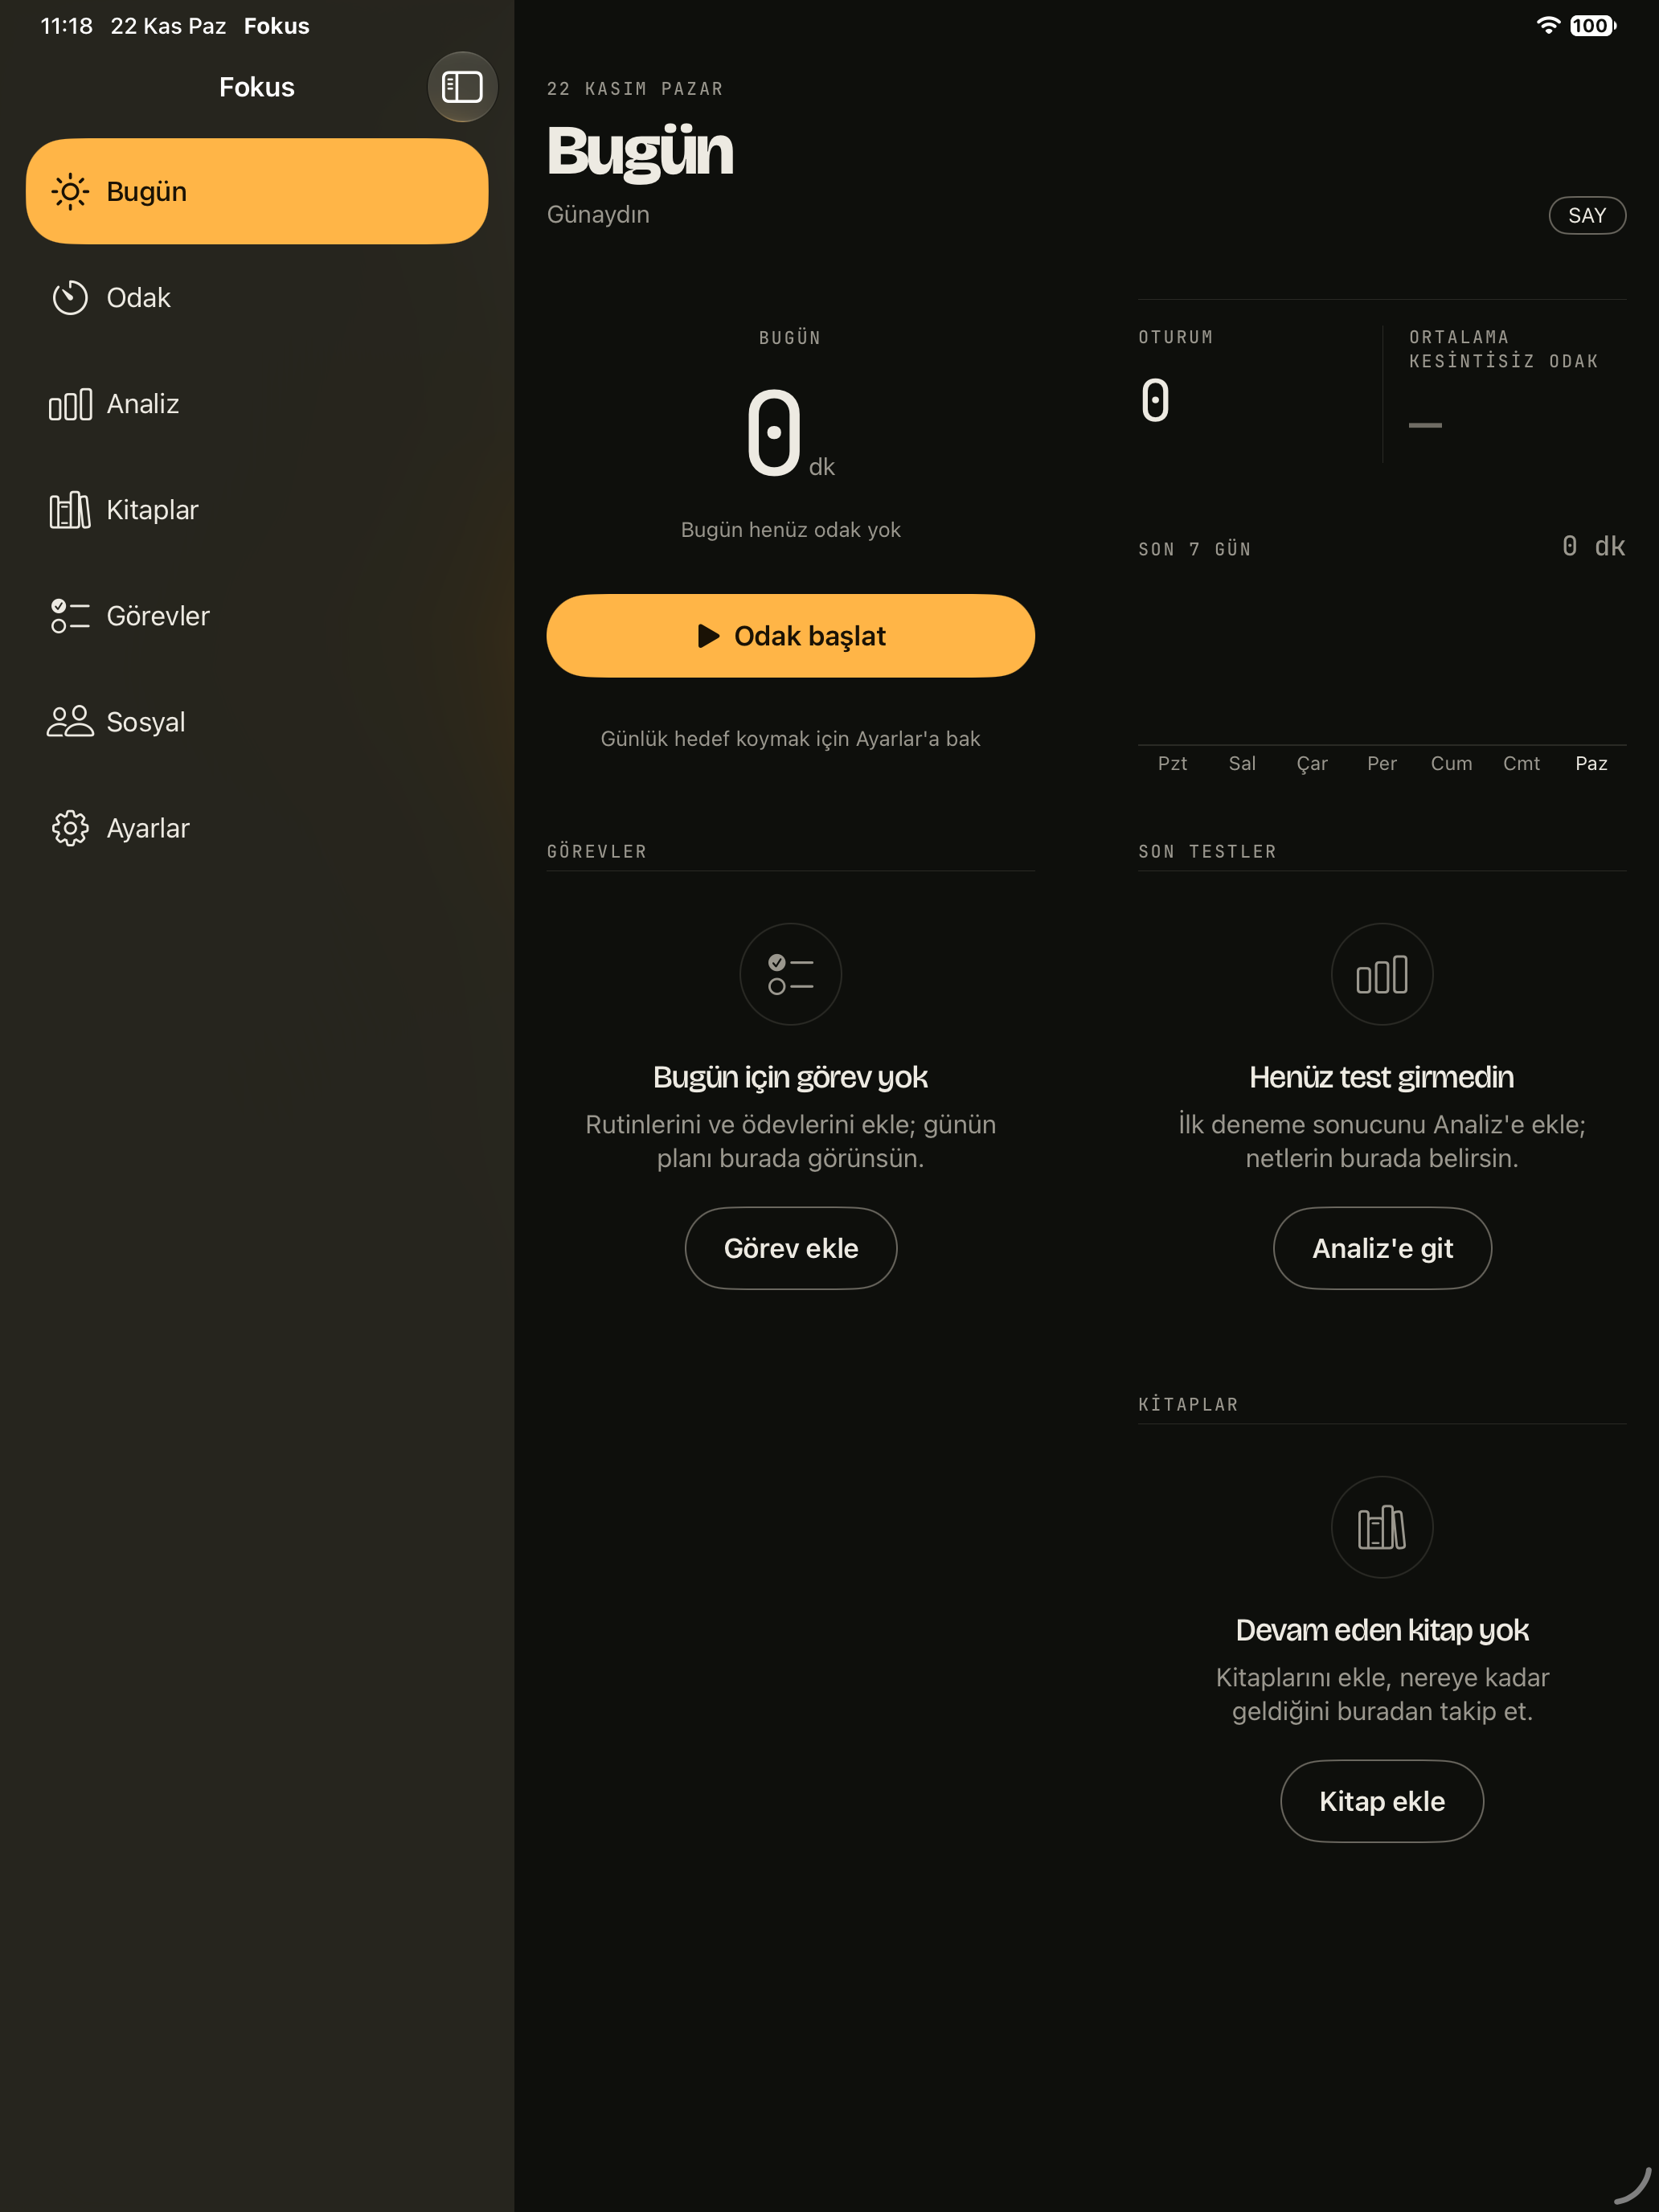 11:18 22 Kas Paz Fokus
100
Fokus
Bugün
Odak
Analiz
Kitaplar
Görevler
Sosyal
Ayarlar
22 KASIM PAZAR
Bugün
Günaydın
SAY
BUGÜN
0 dk
Bugün henüz odak yok
Odak başlat
Günlük hedef koymak için Ayarlar'a bak
OTURUM
0
ORTALAMA
KESİNTİSİZ ODAK
—
SON 7 GÜN
0 dk
Pzt Sal Çar Per Cum Cmt Paz
GÖREVLER
Bugün için görev yok
Rutinlerini ve ödevlerini ekle; günün
planı burada görünsün.
Görev ekle
SON TESTLER
Henüz test girmedin
İlk deneme sonucunu Analiz'e ekle;
netlerin burada belirsin.
Analiz'e git
KİTAPLAR
Devam eden kitap yok
Kitaplarını ekle, nereye kadar
geldiğini buradan takip et.
Kitap ekle